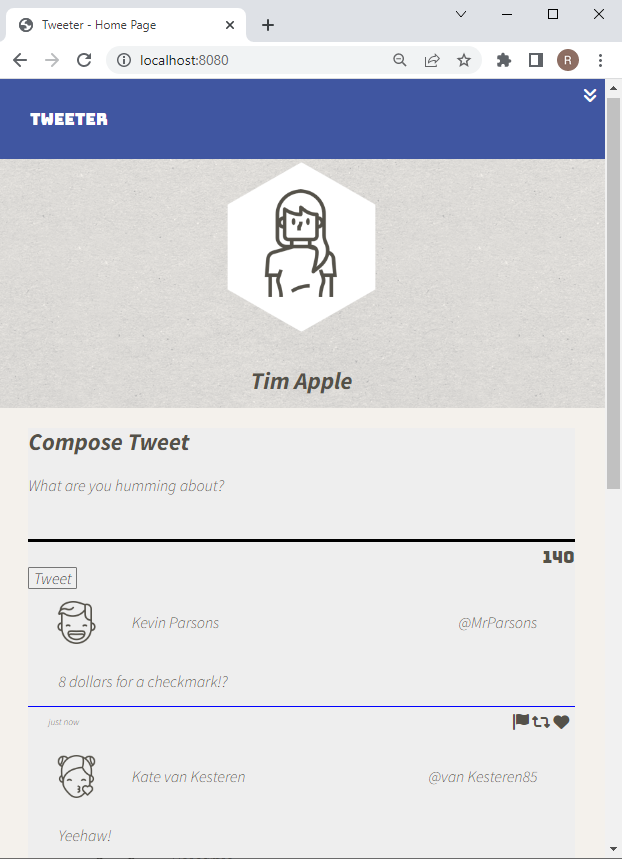 Tweeter - Home Page
localhost:8080
R
TWEETER
Tim Apple
Compose Tweet
What are you humming about?
140
Tweet
Kevin Parsons @MrParsons
8 dollars for a checkmark!?
just now
Kate van Kesteren @van Kesteren85
Yeehaw!